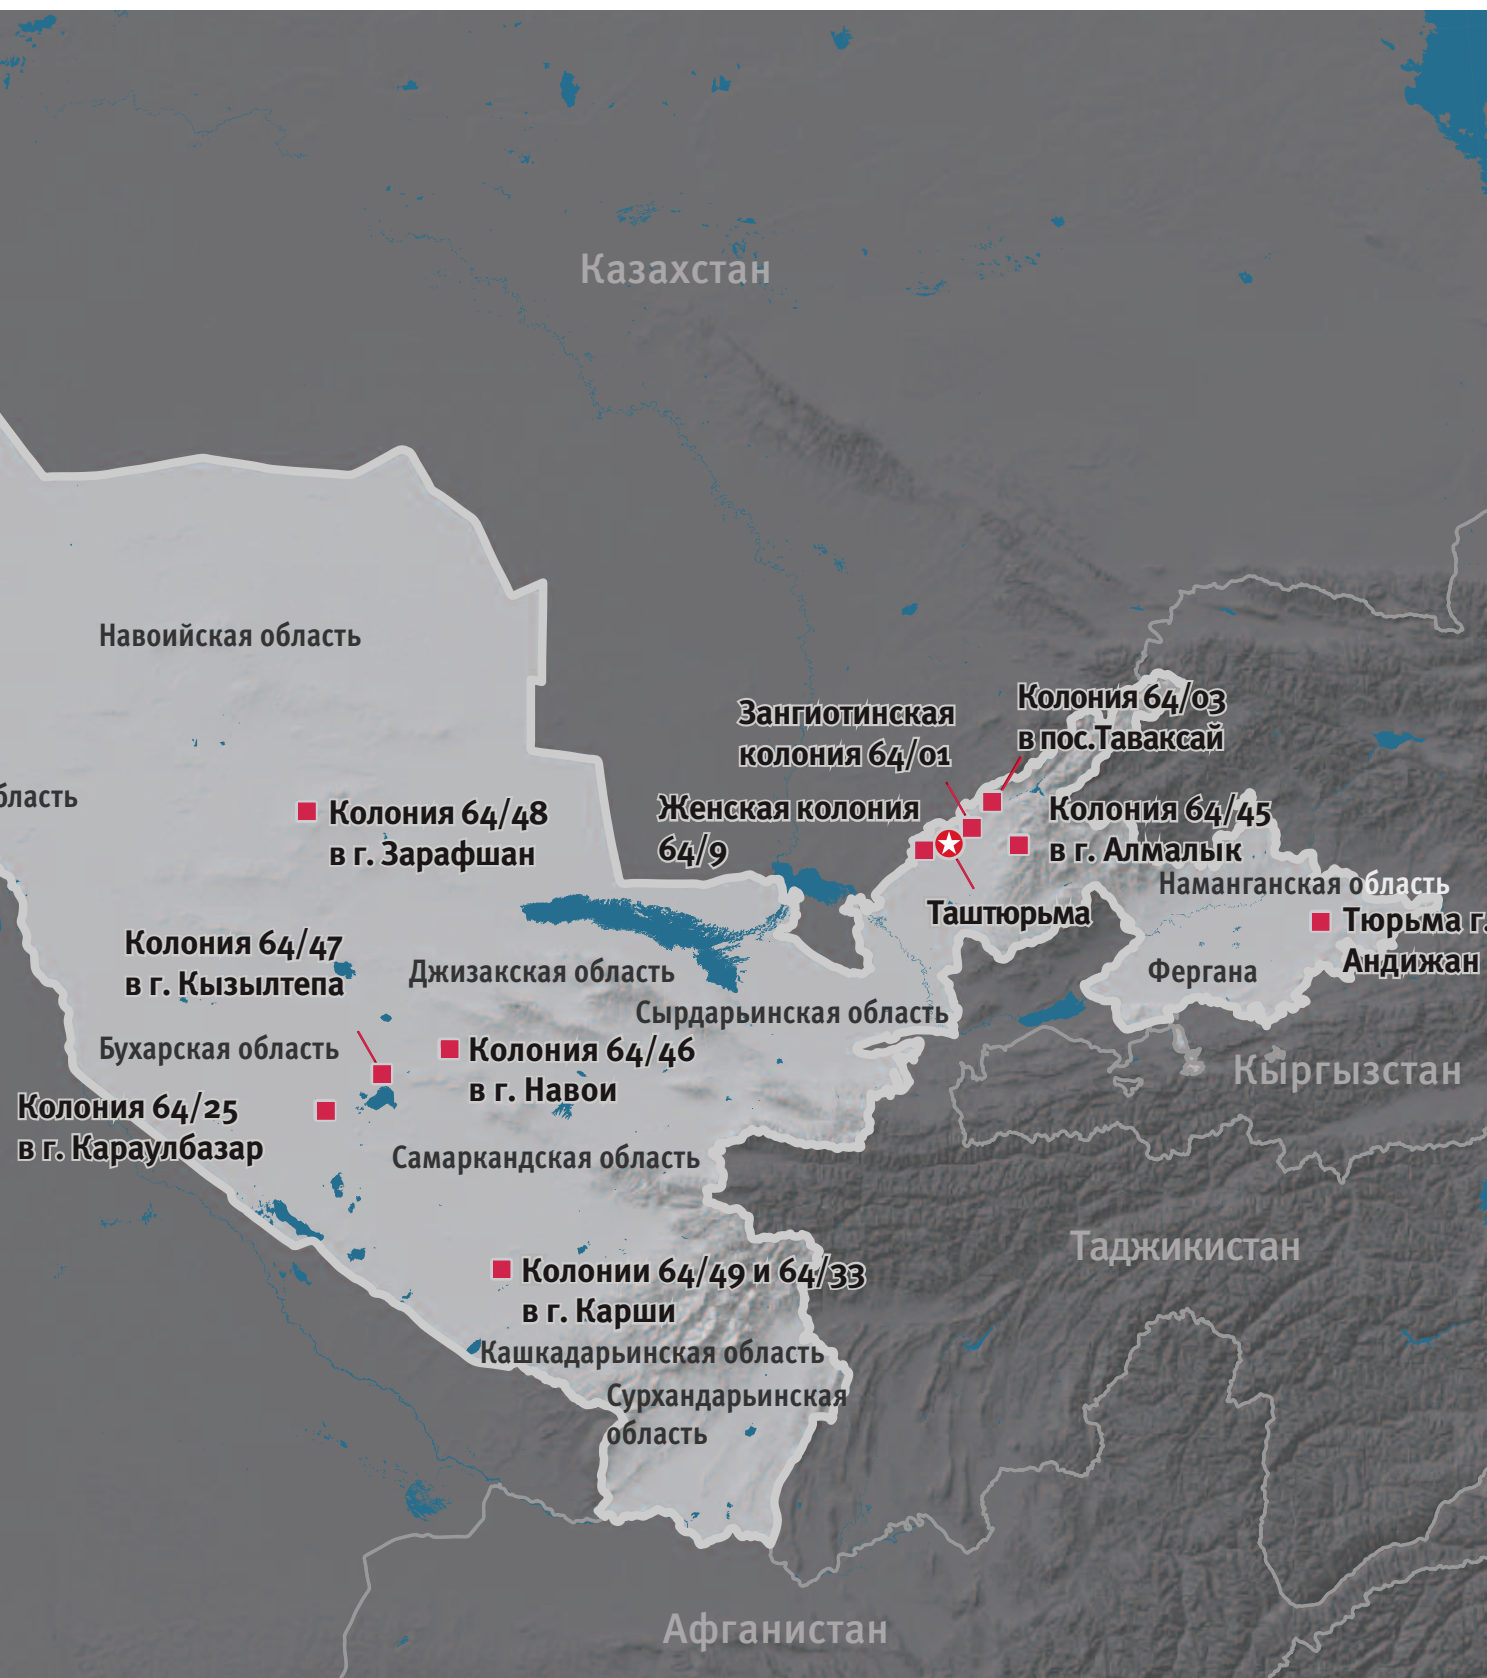 Казахстан
Навоийская область
Зангиотинская
колония 64/01
Колония 64/03
в пос.Таваксай
бласть
Колония 64/48
в г. Зарафшан
Женская колония
64/9
Колония 64/45
в г. Алмалык
Наманганская область
Таштюрьма
Тюрьма г.
Андижан
Колония 64/47
в г. Кызылтепа
Джизакская область
Фергана
Сырдарьинская область
Бухарская область
Колония 64/46
в г. Навои
Кыргызстан
Колония 64/25
в г. Караулбазар
Самаркандская область
Таджикистан
Колонии 64/49 и 64/33
в г. Карши
Кашкадарьинская область
Сурхандарьинская
область
Афганистан